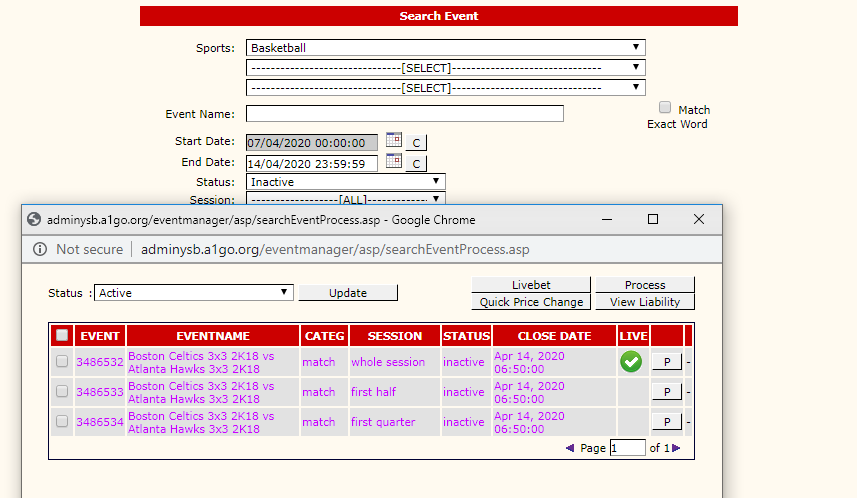 Search Event
Sports: Basketball
-------------------------------[SELECT]-------------------------------
-------------------------------[SELECT]-------------------------------
Event Name:
Match
Exact Word
Start Date: 07/04/2020 00:00:00 C
End Date: 14/04/2020 23:59:59 C
Status: Inactive
Session: ------------------[ALL]------------------
adminysb.a1go.org/eventmanager/asp/searchEventProcess.asp - Google Chrome
Not secure | adminysb.a1go.org/eventmanager/asp/searchEventProcess.asp
Status : Active Update Livebet Process
Quick Price Change View Liability
EVENT EVENTNAME CATEG SESSION STATUS CLOSE DATE LIVE
3486532 Boston Celtics 3x3 2K18 vs Atlanta Hawks 3x3 2K18 match whole session inactive Apr 14, 2020 06:50:00 P -
3486533 Boston Celtics 3x3 2K18 vs Atlanta Hawks 3x3 2K18 match first half inactive Apr 14, 2020 06:50:00 P -
3486534 Boston Celtics 3x3 2K18 vs Atlanta Hawks 3x3 2K18 match first quarter inactive Apr 14, 2020 06:50:00 P -
Page 1 of 1